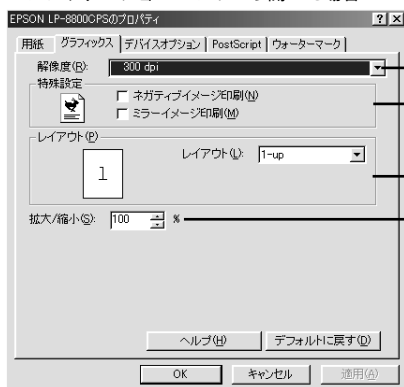 EPSON LP-8800CPSのプロパティ
用紙 グラフィックス デバイスオプション PostScript ウォーターマーク
解像度(R): 300 dpi
特殊設定
ネガティブイメージ印刷(N)
ミラーイメージ印刷(M)
レイアウト(P)
1
レイアウト(L): 1-up
拡大/縮小(S): 100 %
ヘルプ(H) デフォルトに戻す(D)
OK キャンセル 適用(A)